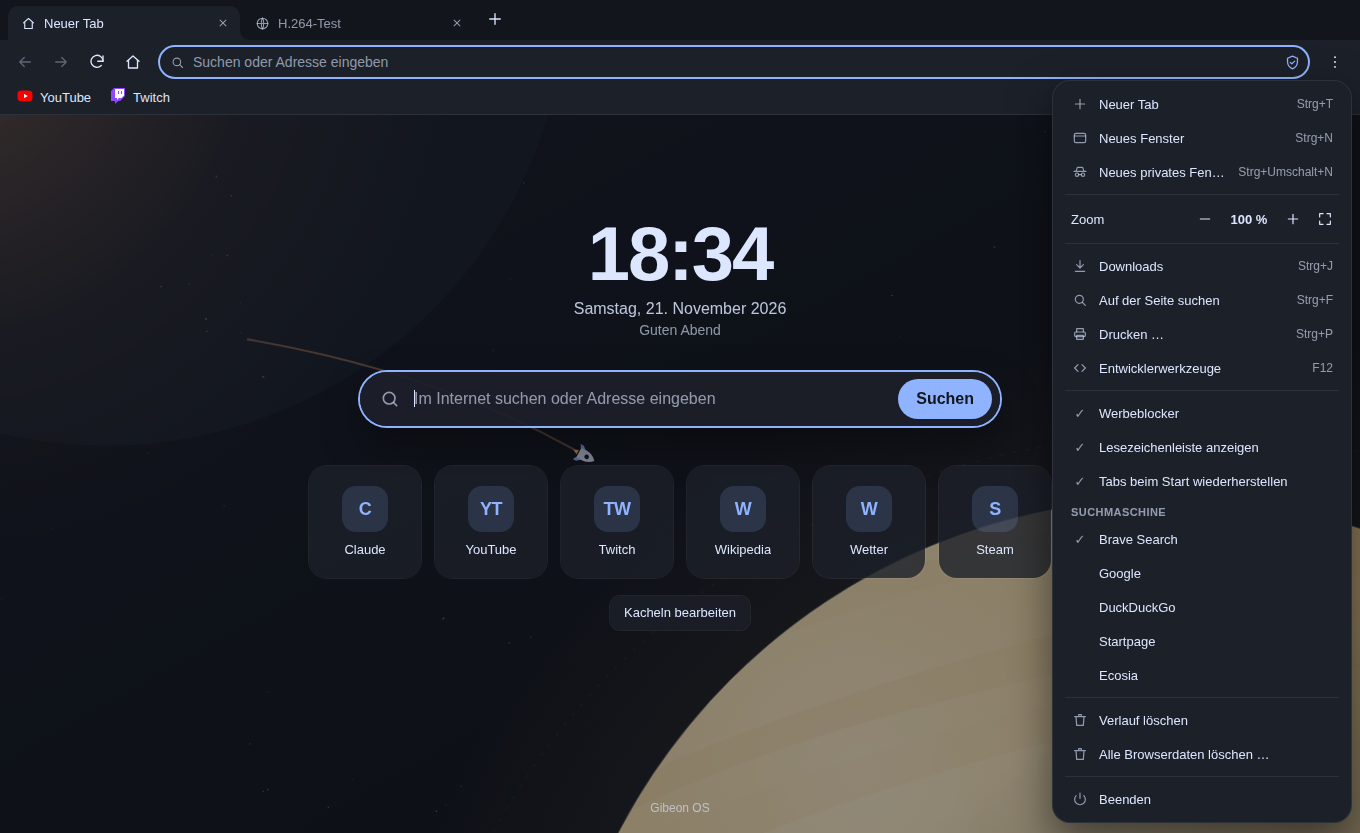 Neuer Tab
H.264-Test
Suchen oder Adresse eingeben
YouTube
Twitch
18:34
Samstag, 21. November 2026
Guten Abend
Im Internet suchen oder Adresse eingeben
Suchen
C
Claude
YT
YouTube
TW
Twitch
W
Wikipedia
W
Wetter
S
Steam
Kacheln bearbeiten
Gibeon OS
Neuer Tab Strg+T
Neues Fenster Strg+N
Neues privates Fen… Strg+Umschalt+N
Zoom 100 %
Downloads Strg+J
Auf der Seite suchen Strg+F
Drucken … Strg+P
Entwicklerwerkzeuge F12
✓ Werbeblocker
✓ Lesezeichenleiste anzeigen
✓ Tabs beim Start wiederherstellen
SUCHMASCHINE
✓ Brave Search
Google
DuckDuckGo
Startpage
Ecosia
Verlauf löschen
Alle Browserdaten löschen …
Beenden